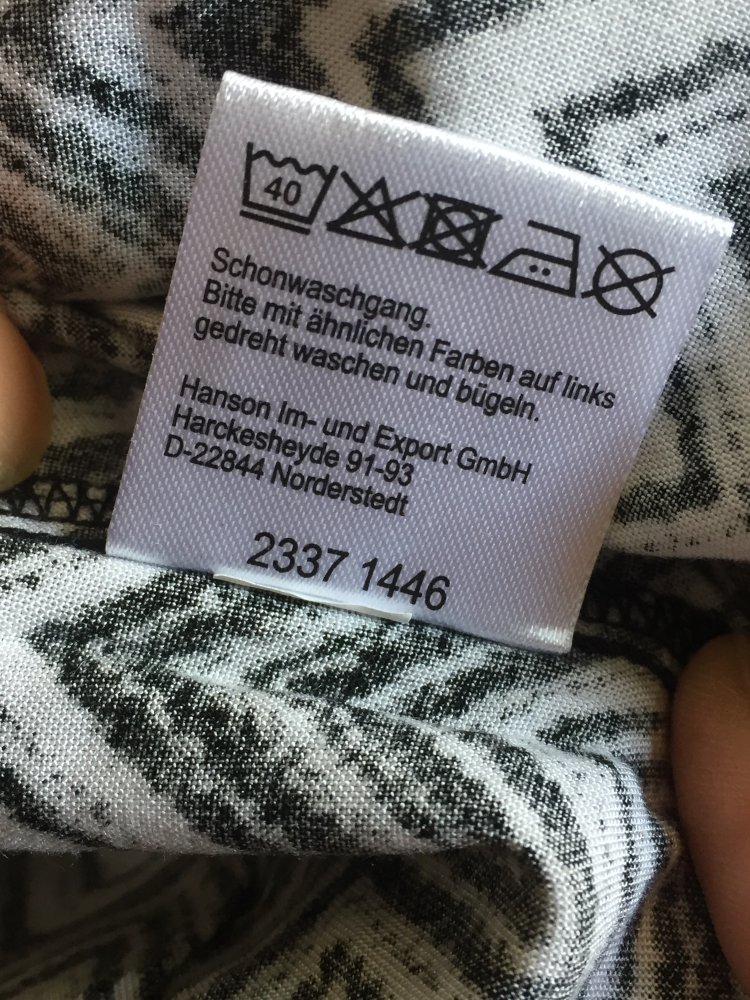 40
Schonwaschgang.
Bitte mit ähnlichen Farben auf links
gedreht waschen und bügeln.
Hanson Im- und Export GmbH
Harckesheyde 91-93
D-22844 Norderstedt
2337 1446